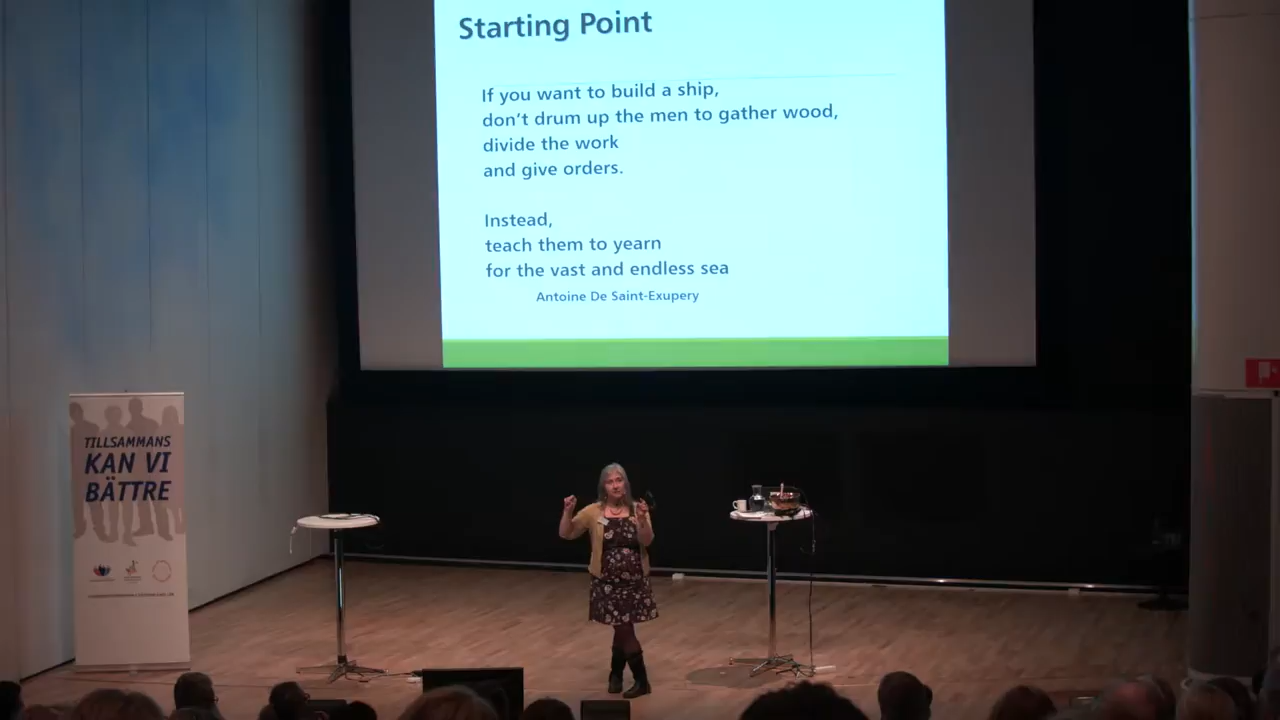 Starting Point
If you want to build a ship,
don't drum up the men to gather wood,
divide the work
and give orders.
Instead,
teach them to yearn
for the vast and endless sea
Antoine De Saint-Exupery
TILLSAMMANS
KAN VI
BÄTTRE